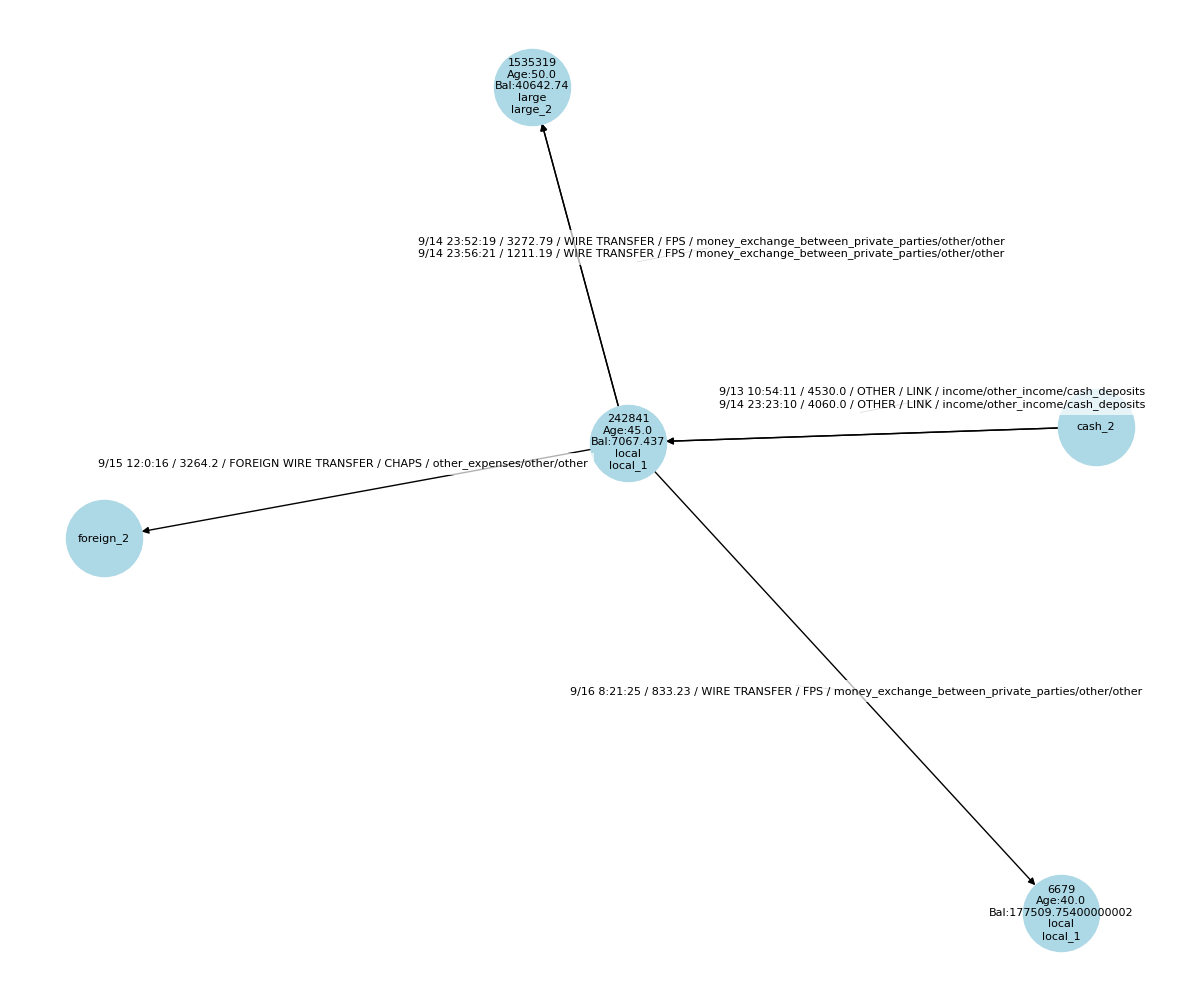 1535319
Age:50.0
Bal:40642.74
large
large_2
9/14 23:52:19 / 3272.79 / WIRE TRANSFER / FPS / money_exchange_between_private_parties/other/other
9/14 23:56:21 / 1211.19 / WIRE TRANSFER / FPS / money_exchange_between_private_parties/other/other
9/13 10:54:11 / 4530.0 / OTHER / LINK / income/other_income/cash_deposits
9/14 23:23:10 / 4060.0 / OTHER / LINK / income/other_income/cash_deposits
cash_2
242841
Age:45.0
Bal:7067.437
local
local_1
9/15 12:0:16 / 3264.2 / FOREIGN WIRE TRANSFER / CHAPS / other_expenses/other/other
foreign_2
9/16 8:21:25 / 833.23 / WIRE TRANSFER / FPS / money_exchange_between_private_parties/other/other
6679
Age:40.0
Bal:177509.75400000002
local
local_1